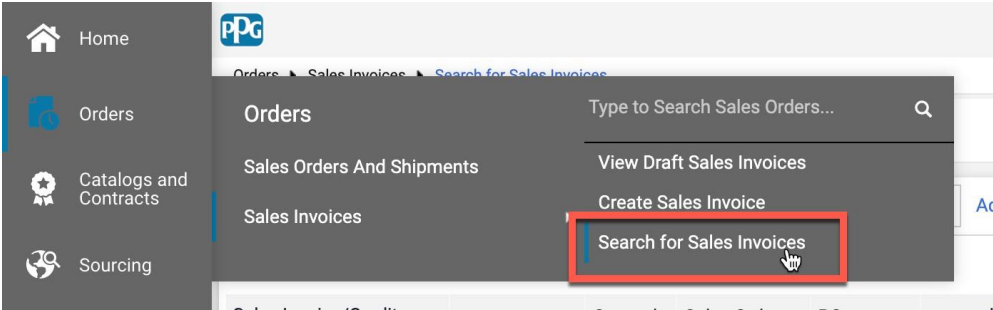 Home
PPG
Orders ▸ Sales Invoices ▸ Search for Sales Invoices
Orders
Orders
Type to Search Sales Orders...
Sales Orders And Shipments
View Draft Sales Invoices
Catalogs and
Contracts
Create Sales Invoice
Sales Invoices
Search for Sales Invoices
Sourcing